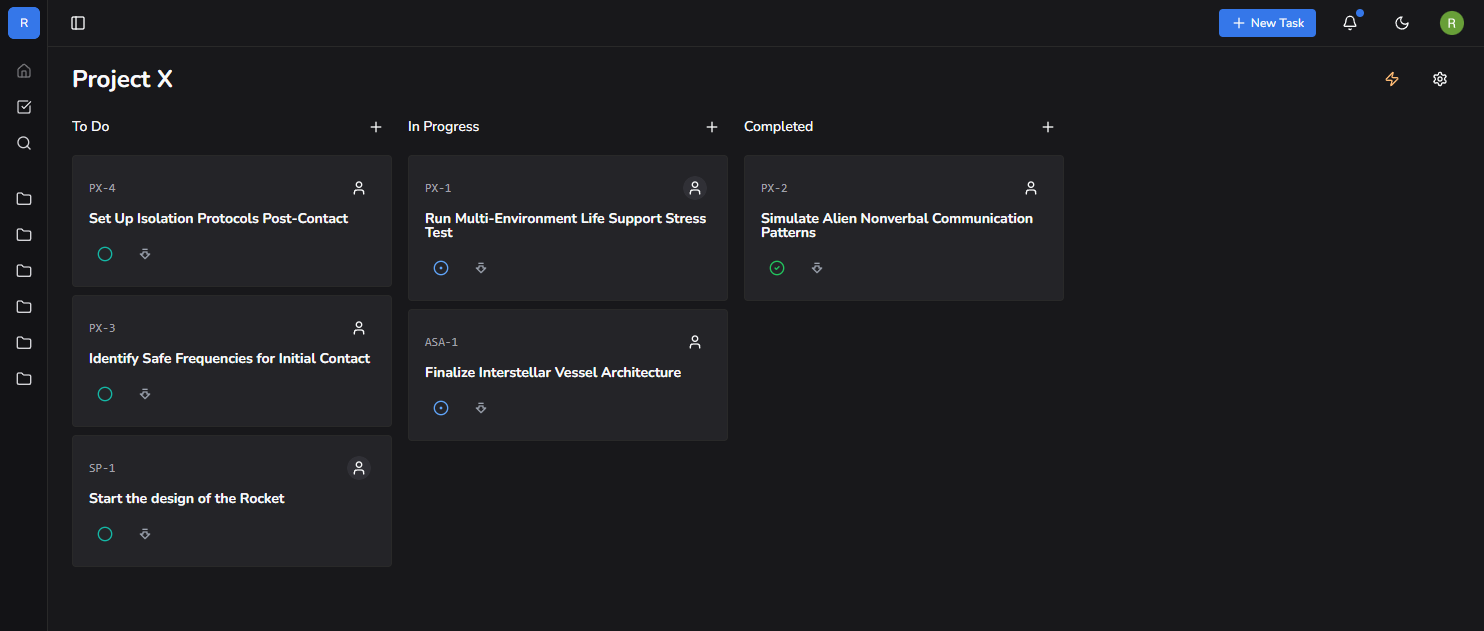 R
New Task
R
Project X
To Do
In Progress
Completed
PX-4
Set Up Isolation Protocols Post-Contact
PX-3
Identify Safe Frequencies for Initial Contact
SP-1
Start the design of the Rocket
PX-1
Run Multi-Environment Life Support Stress
Test
ASA-1
Finalize Interstellar Vessel Architecture
PX-2
Simulate Alien Nonverbal Communication
Patterns